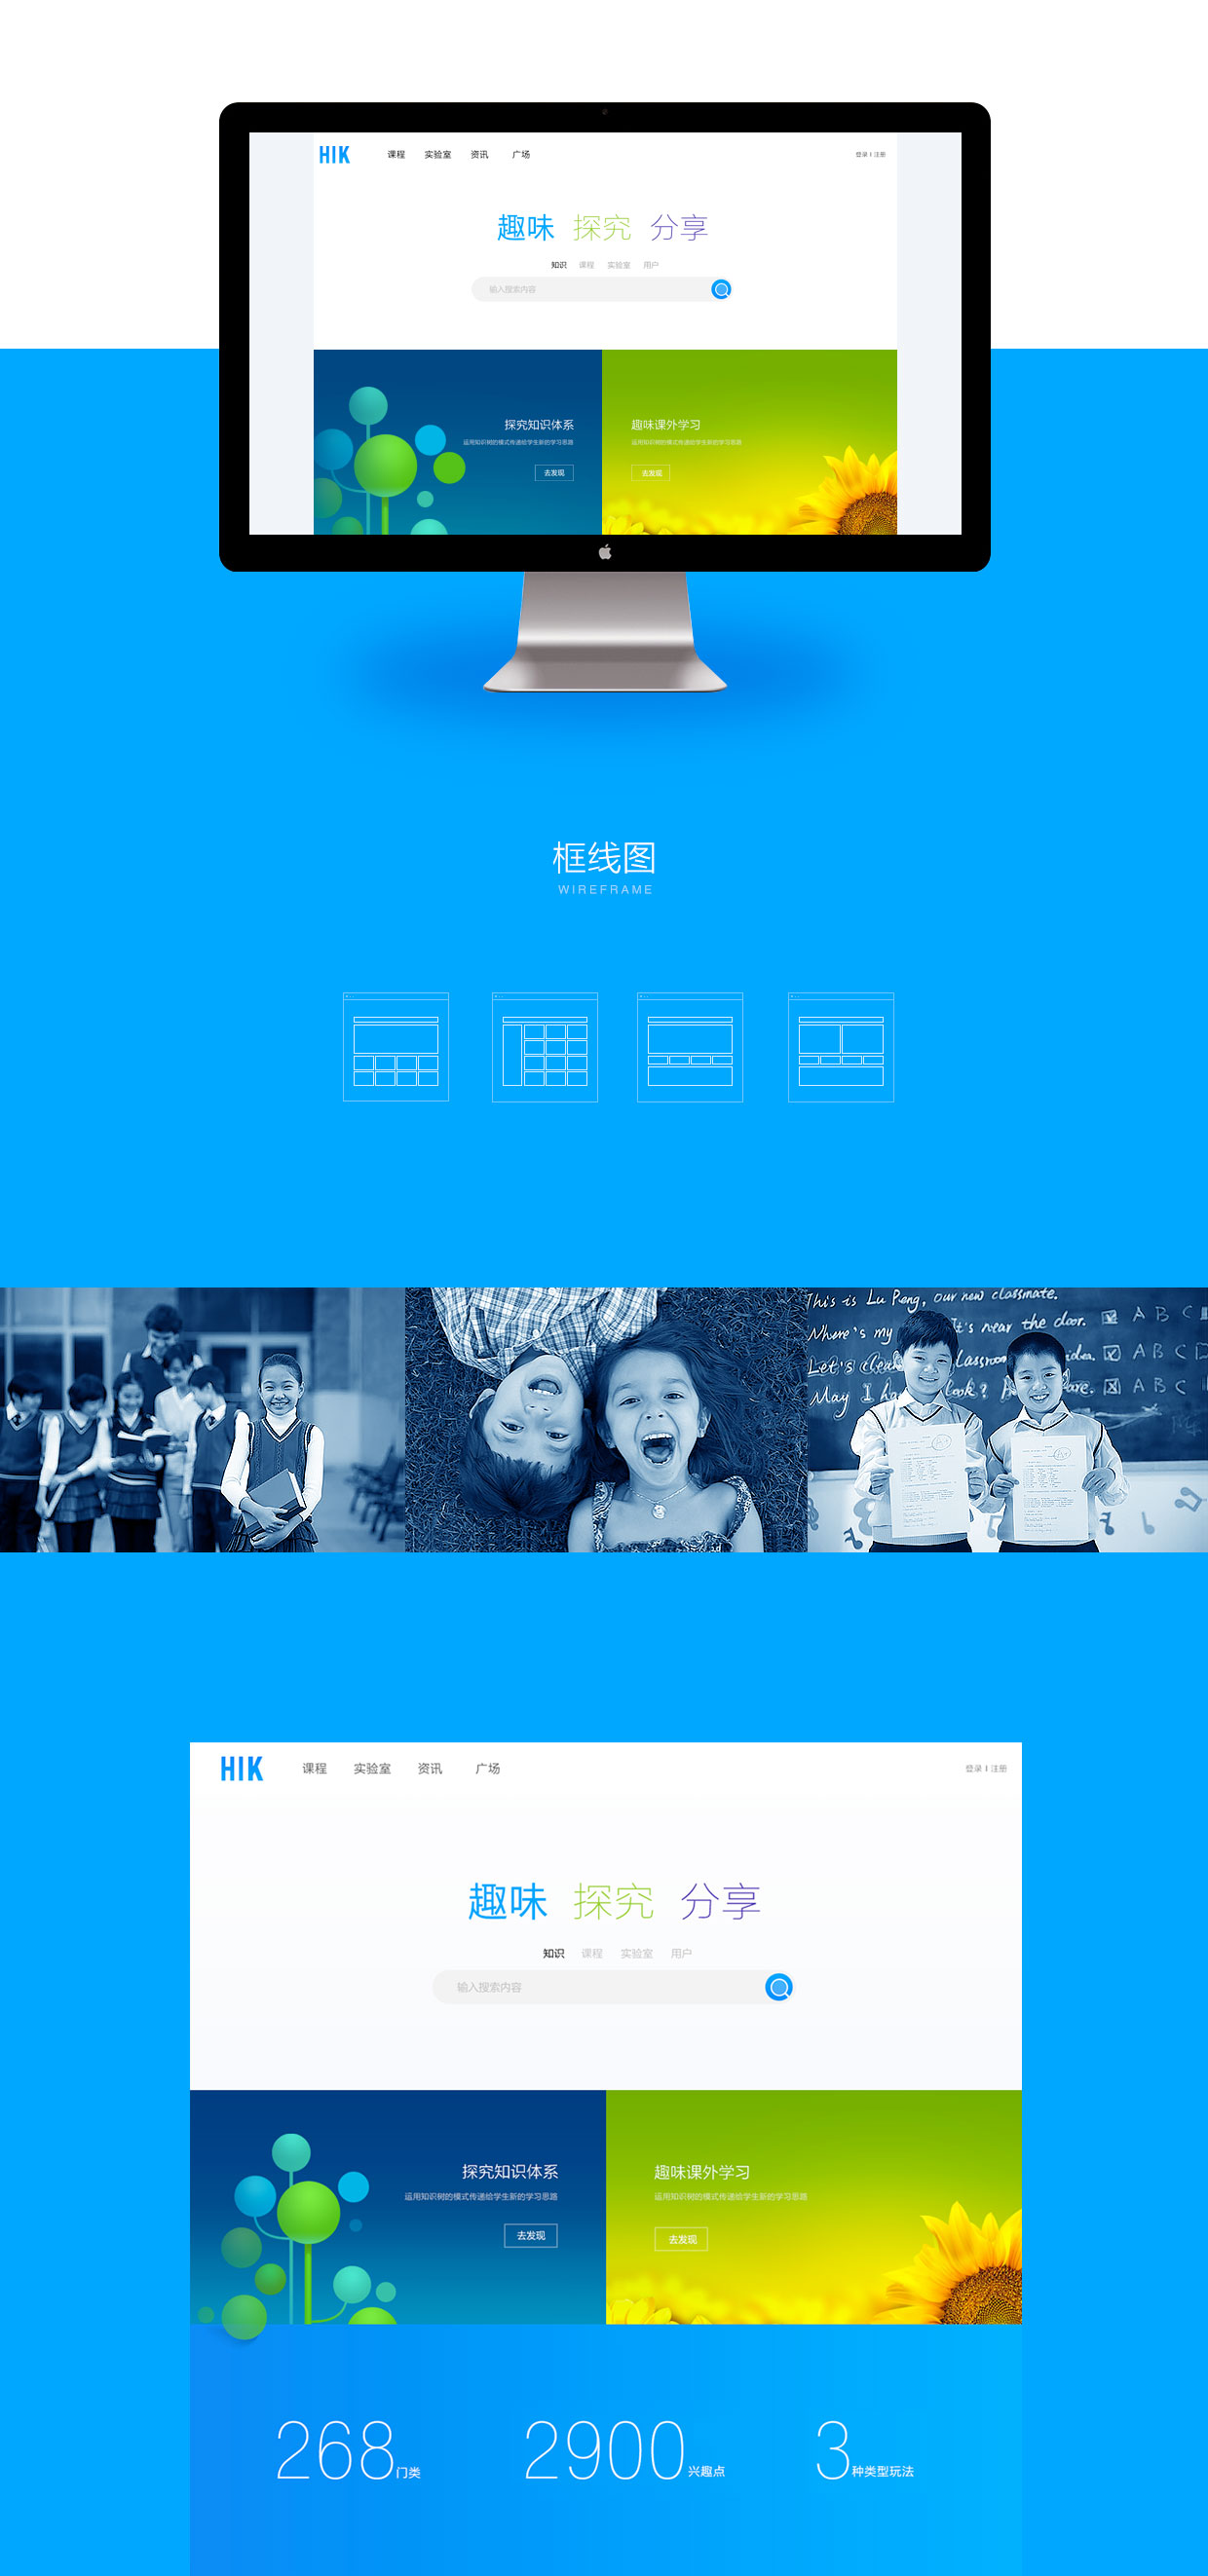 HIK 课程 实验室 资讯 广场 登录 | 注册
趣味 探究 分享
知识 课程 实验室 用户
输入搜索内容
探究知识体系 趣味课外学习
运用知识树的模式传递给学生新的学习思路 运用知识树的模式传递给学生新的学习思路
去发现 去发现
框线图
WIREFRAME
This is Lu Peng, our new classmate.
Where's my It's near the door. A B C
Let's clean classroom idea. A B C D
May I ha look? are. A B C
A+ A+
HIK 课程 实验室 资讯 广场 登录 | 注册
趣味 探究 分享
知识 课程 实验室 用户
输入搜索内容
探究知识体系 趣味课外学习
运用知识树的模式传递给学生新的学习思路 运用知识树的模式传递给学生新的学习思路
去发现 去发现
268门类 2900兴趣点 3种类型玩法